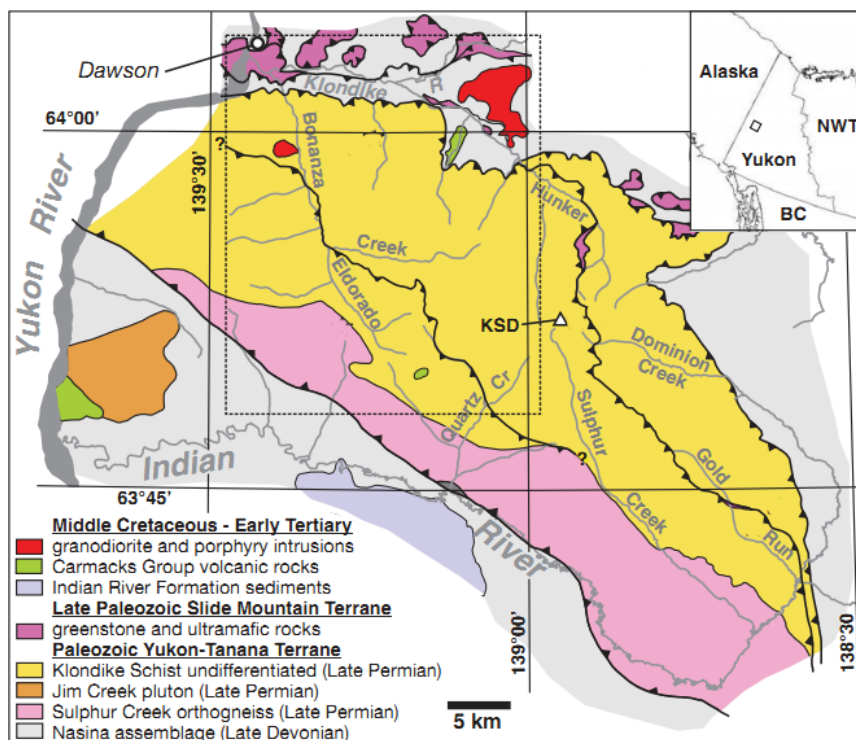 Dawson
Klondike
R
Alaska
NWT
Yukon
BC
64°00'
139°30'
?
Bonanza
Hunker
Creek
Eldorado
KSD
Dominion
Creek
Yukon River
Quartz Cr
Sulphur
Creek
?
Indian
River
Gold
Run
63°45'
139°00'
138°30'
5 km
Middle Cretaceous - Early Tertiary
granodiorite and porphyry intrusions
Carmacks Group volcanic rocks
Indian River Formation sediments
Late Paleozoic Slide Mountain Terrane
greenstone and ultramafic rocks
Paleozoic Yukon-Tanana Terrane
Klondike Schist undifferentiated (Late Permian)
Jim Creek pluton (Late Permian)
Sulphur Creek orthogneiss (Late Permian)
Nasina assemblage (Late Devonian)